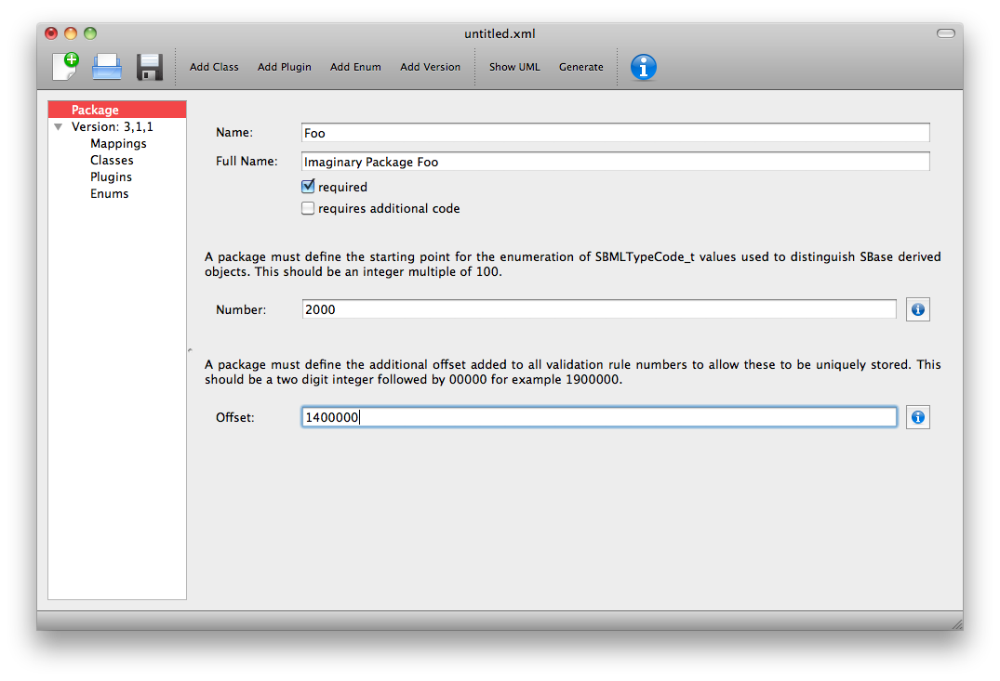 untitled.xml
Add Class Add Plugin Add Enum Add Version Show UML Generate
Package
Version: 3,1,1
Mappings
Classes
Plugins
Enums
Name: Foo
Full Name: Imaginary Package Foo
required
requires additional code
A package must define the starting point for the enumeration of SBMLTypeCode_t values used to distinguish SBase derived
objects. This should be an integer multiple of 100.
Number: 2000
A package must define the additional offset added to all validation rule numbers to allow these to be uniquely stored. This
should be a two digit integer followed by 00000 for example 1900000.
Offset: 1400000